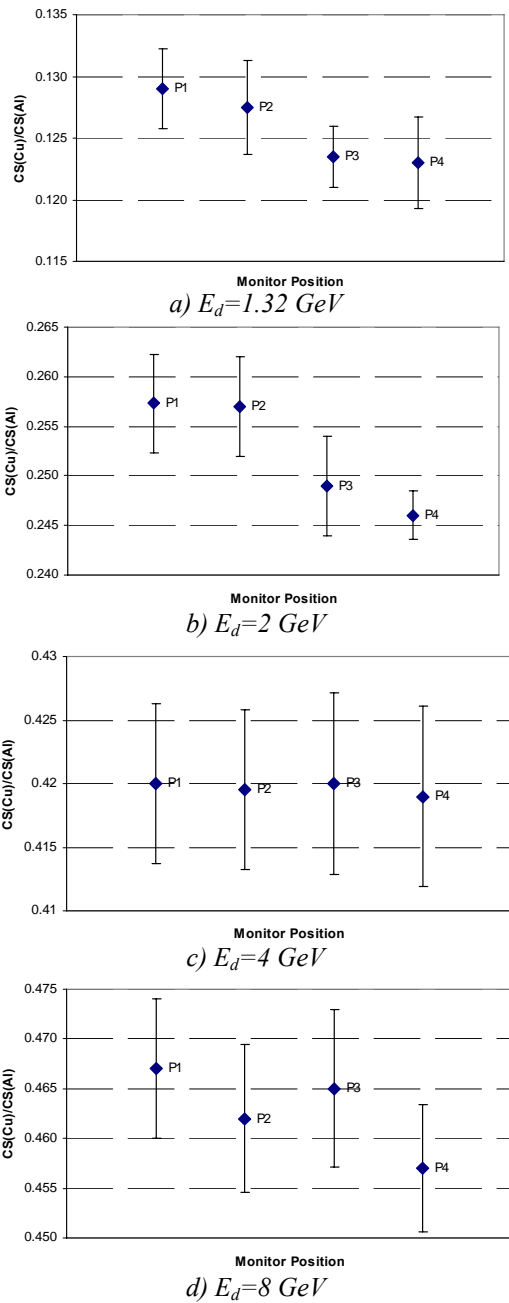 0.135
0.130
0.125
0.120
0.115
CS(Cu)/CS(Al)
P1
P2
P3
P4
Monitor Position
a) Ed=1.32 GeV
0.265
0.260
0.255
0.250
0.245
0.240
CS(Cu)/CS(Al)
P1
P2
P3
P4
Monitor Position
b) Ed=2 GeV
0.43
0.425
0.42
0.415
0.41
CS(Cu)/CS(Al)
P1
P2
P3
P4
Monitor Position
c) Ed=4 GeV
0.475
0.470
0.465
0.460
0.455
0.450
CS(Cu)/CS(Al)
P1
P2
P3
P4
Monitor Position
d) Ed=8 GeV